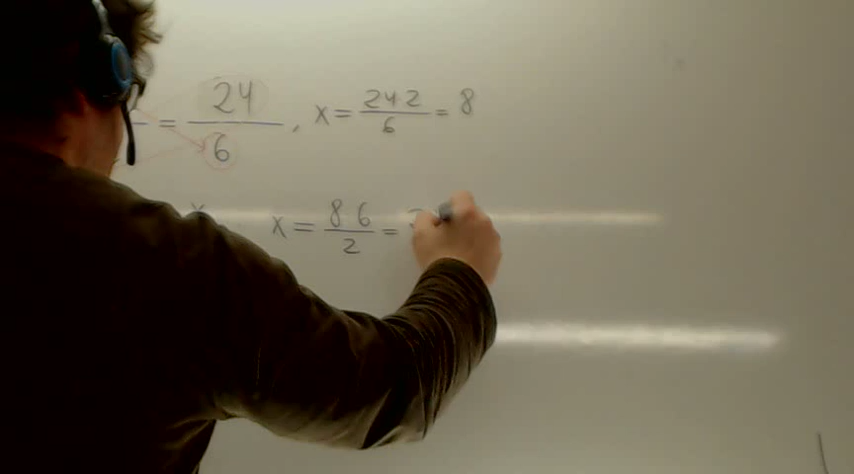 = 24/6, x = 24·2/6 = 8
x x = 8 6/2 =